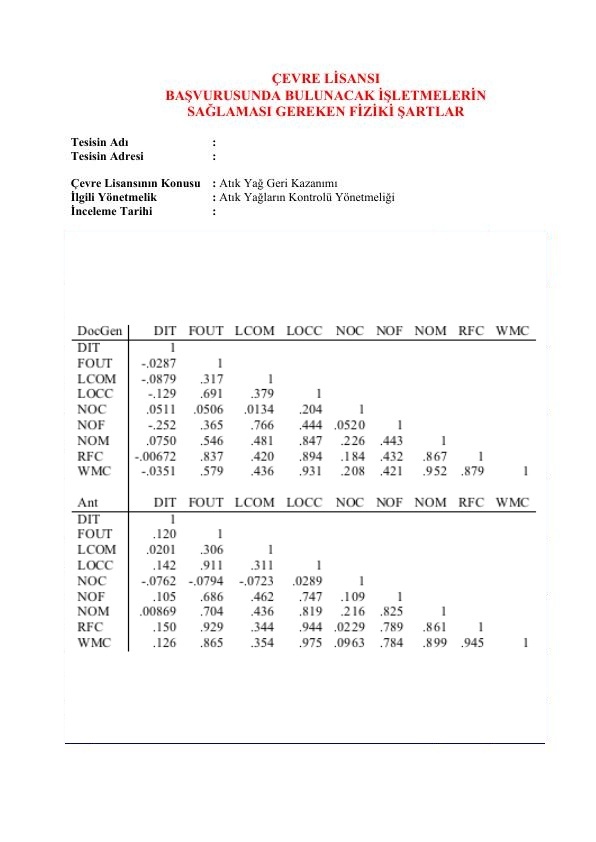 ÇEVRE LİSANSI
BAŞVURUSUNDA BULUNACAK İŞLETMELERİN
SAĞLAMASI GEREKEN FİZİKİ ŞARTLAR
Tesisin Adı :
Tesisin Adresi :
Çevre Lisansının Konusu : Atık Yağ Geri Kazanımı
İlgili Yönetmelik : Atık Yağların Kontrolü Yönetmeliği
İnceleme Tarihi :
DocGen DIT FOUT LCOM LOCC NOC NOF NOM RFC WMC
DIT 1
FOUT -.0287 1
LCOM -.0879 .317 1
LOCC -.129 .691 .379 1
NOC .0511 .0506 .0134 .204 1
NOF -.252 .365 .766 .444 .0520 1
NOM .0750 .546 .481 .847 .226 .443 1
RFC -.00672 .837 .420 .894 .184 .432 .867 1
WMC -.0351 .579 .436 .931 .208 .421 .952 .879 1
Ant DIT FOUT LCOM LOCC NOC NOF NOM RFC WMC
DIT 1
FOUT .120 1
LCOM .0201 .306 1
LOCC .142 .911 .311 1
NOC -.0762 -.0794 -.0723 .0289 1
NOF .105 .686 .462 .747 .109 1
NOM .00869 .704 .436 .819 .216 .825 1
RFC .150 .929 .344 .944 .0229 .789 .861 1
WMC .126 .865 .354 .975 .0963 .784 .899 .945 1